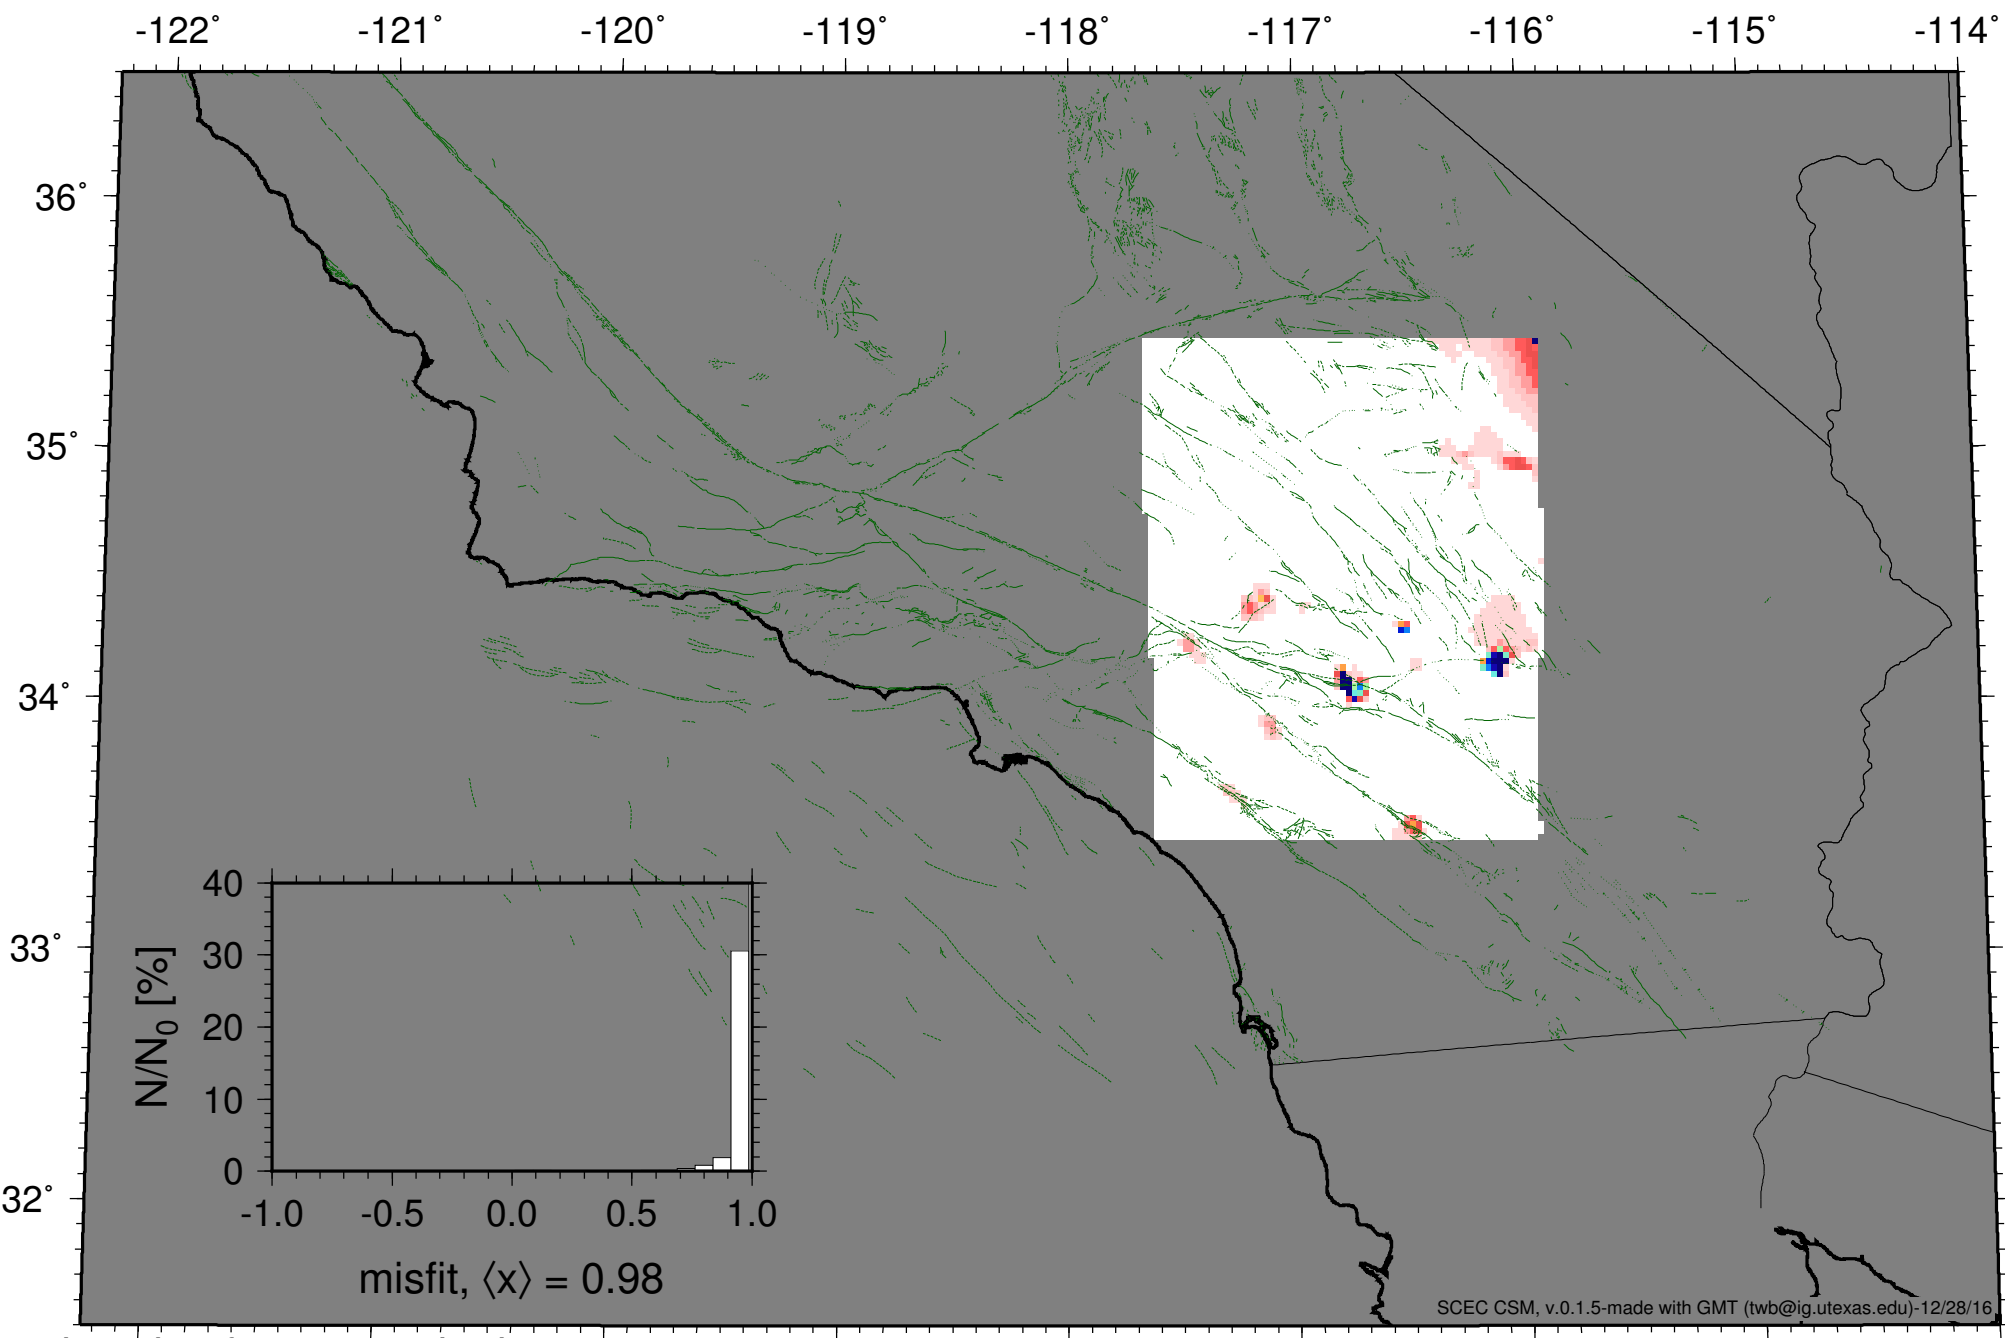 -122˚ -121˚ -120˚ -119˚ -118˚ -117˚ -116˚ -115˚ -114˚
36˚
35˚
34˚
33˚
32˚
40
30
20
10
0
N/N0 [%]
-1.0 -0.5 0.0 0.5 1.0
misfit, ⟨x⟩ = 0.98
SCEC CSM, v.0.1.5-made with GMT (twb@ig.utexas.edu)-12/28/16